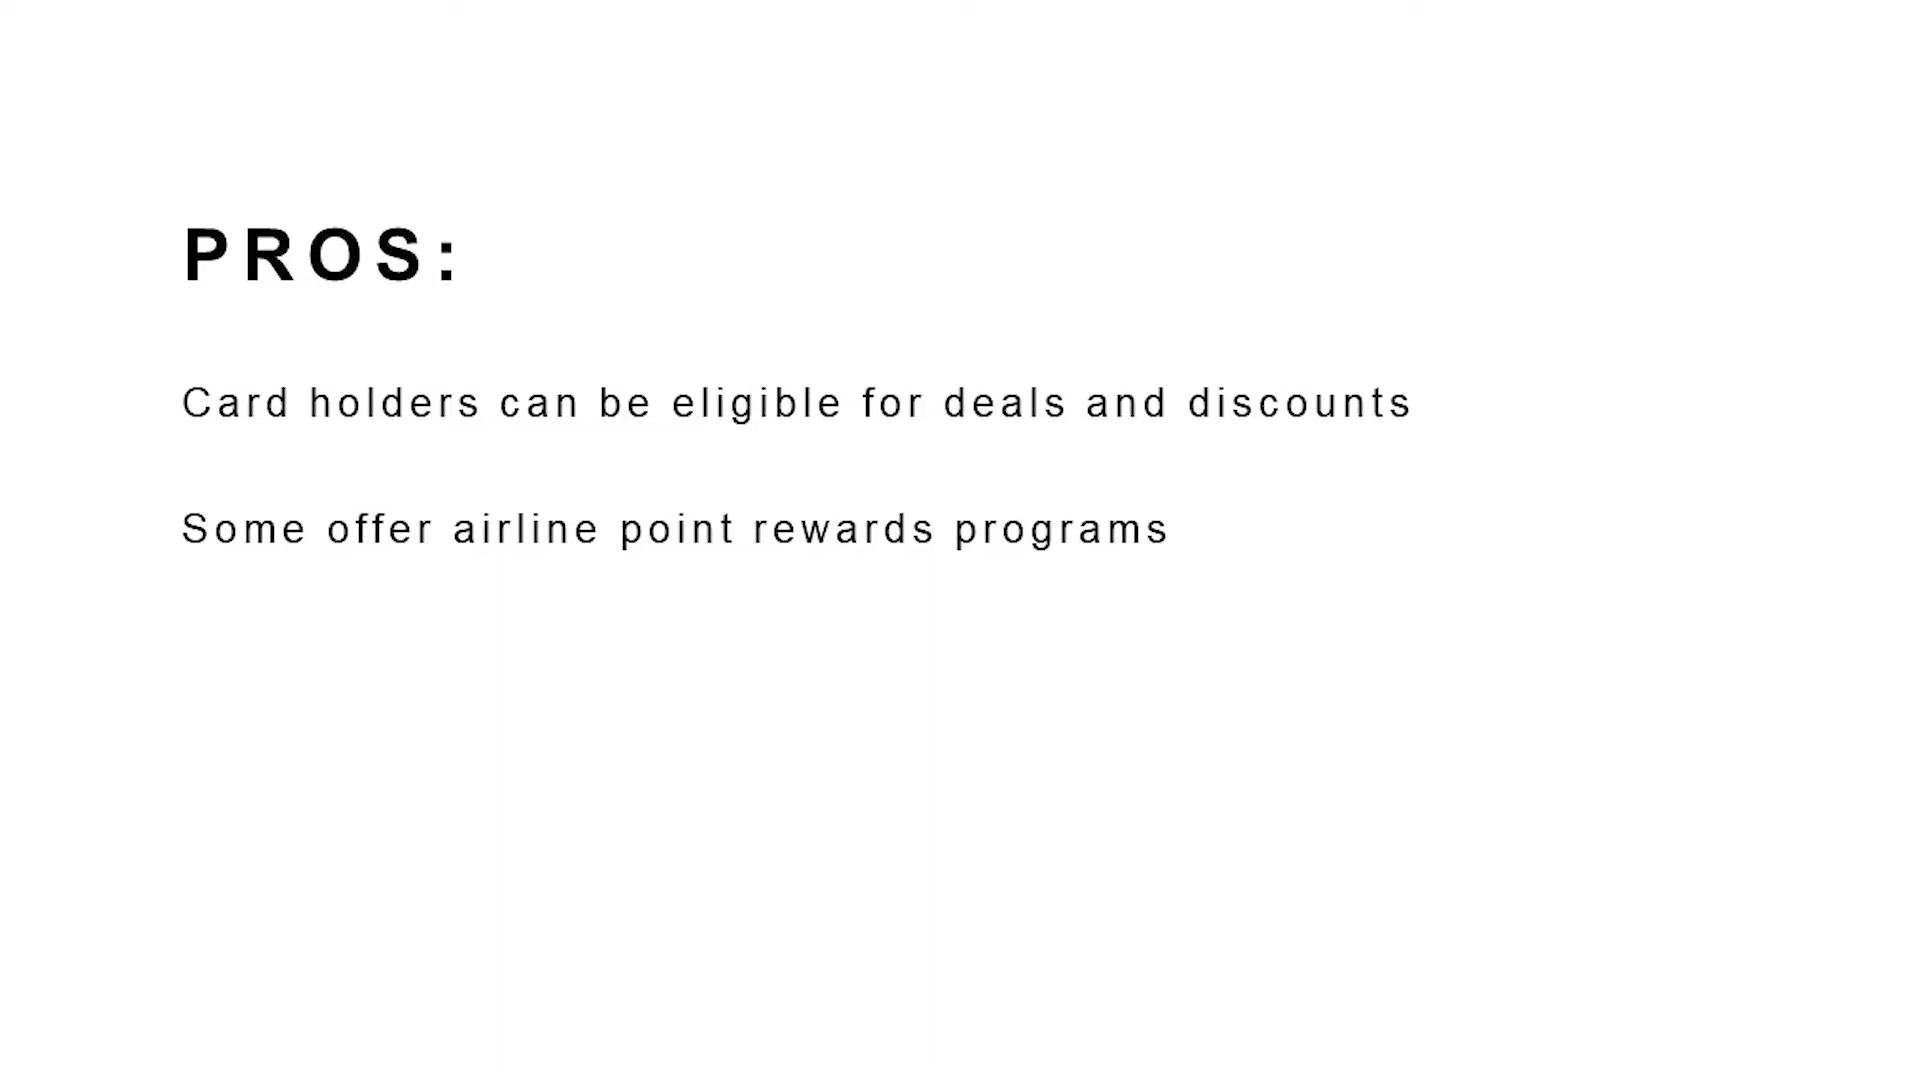 PROS:
Card holders can be eligible for deals and discounts
Some offer airline point rewards programs